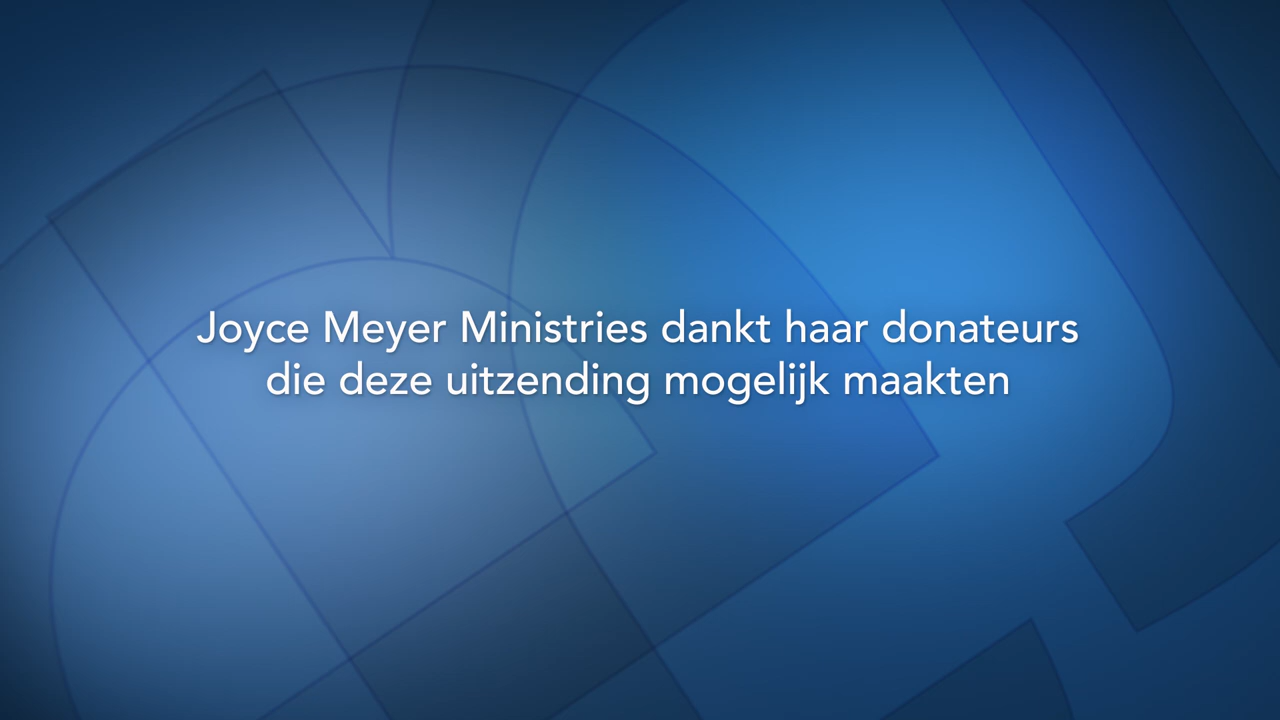 Joyce Meyer Ministries dankt haar donateurs
die deze uitzending mogelijk maakten